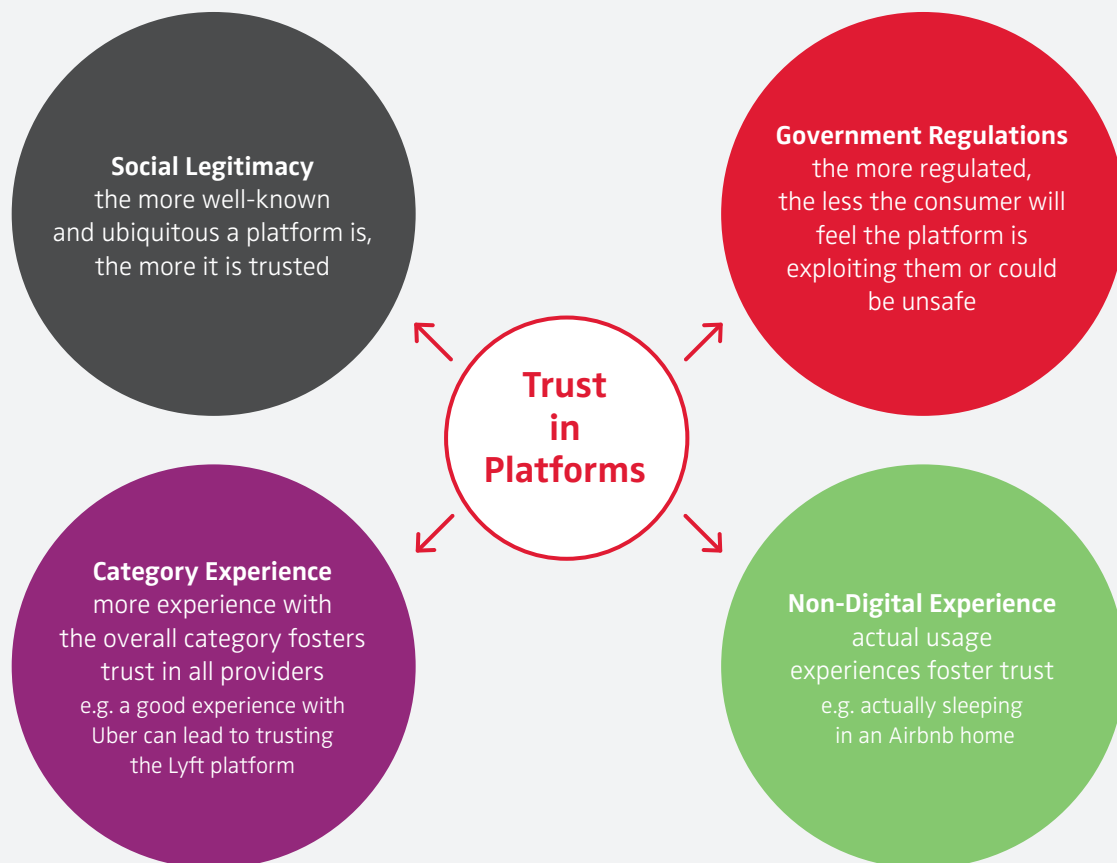 Social Legitimacy
the more well-known
and ubiquitous a platform is,
the more it is trusted
Government Regulations
the more regulated,
the less the consumer will
feel the platform is
exploiting them or could
be unsafe
Trust
in
Platforms
Category Experience
more experience with
the overall category fosters
trust in all providers
e.g. a good experience with
Uber can lead to trusting
the Lyft platform
Non-Digital Experience
actual usage
experiences foster trust
e.g. actually sleeping
in an Airbnb home